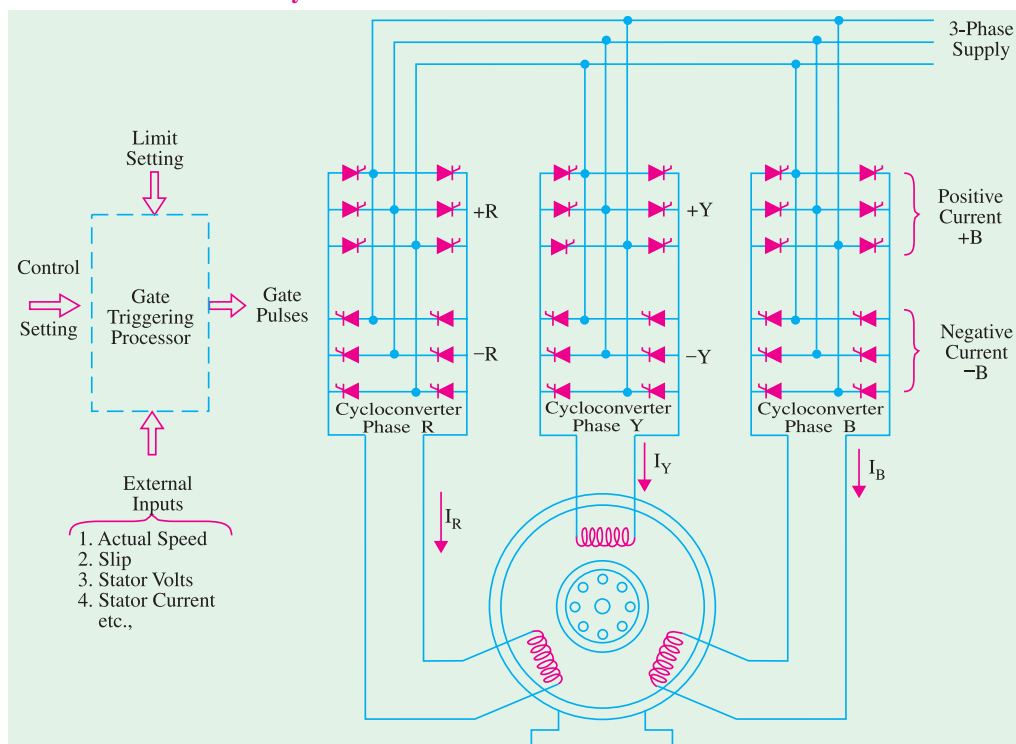 y
3-Phase
Supply
Limit
Setting
Control
Setting
Gate
Triggering
Processor
Gate
Pulses
+R
+Y
Positive
Current
+B
−R
−Y
Negative
Current
−B
Cycloconverter
Phase R
Cycloconverter
Phase Y
Cycloconverter
Phase B
I_R
I_Y
I_B
External
Inputs
1. Actual Speed
2. Slip
3. Stator Volts
4. Stator Current
etc.,